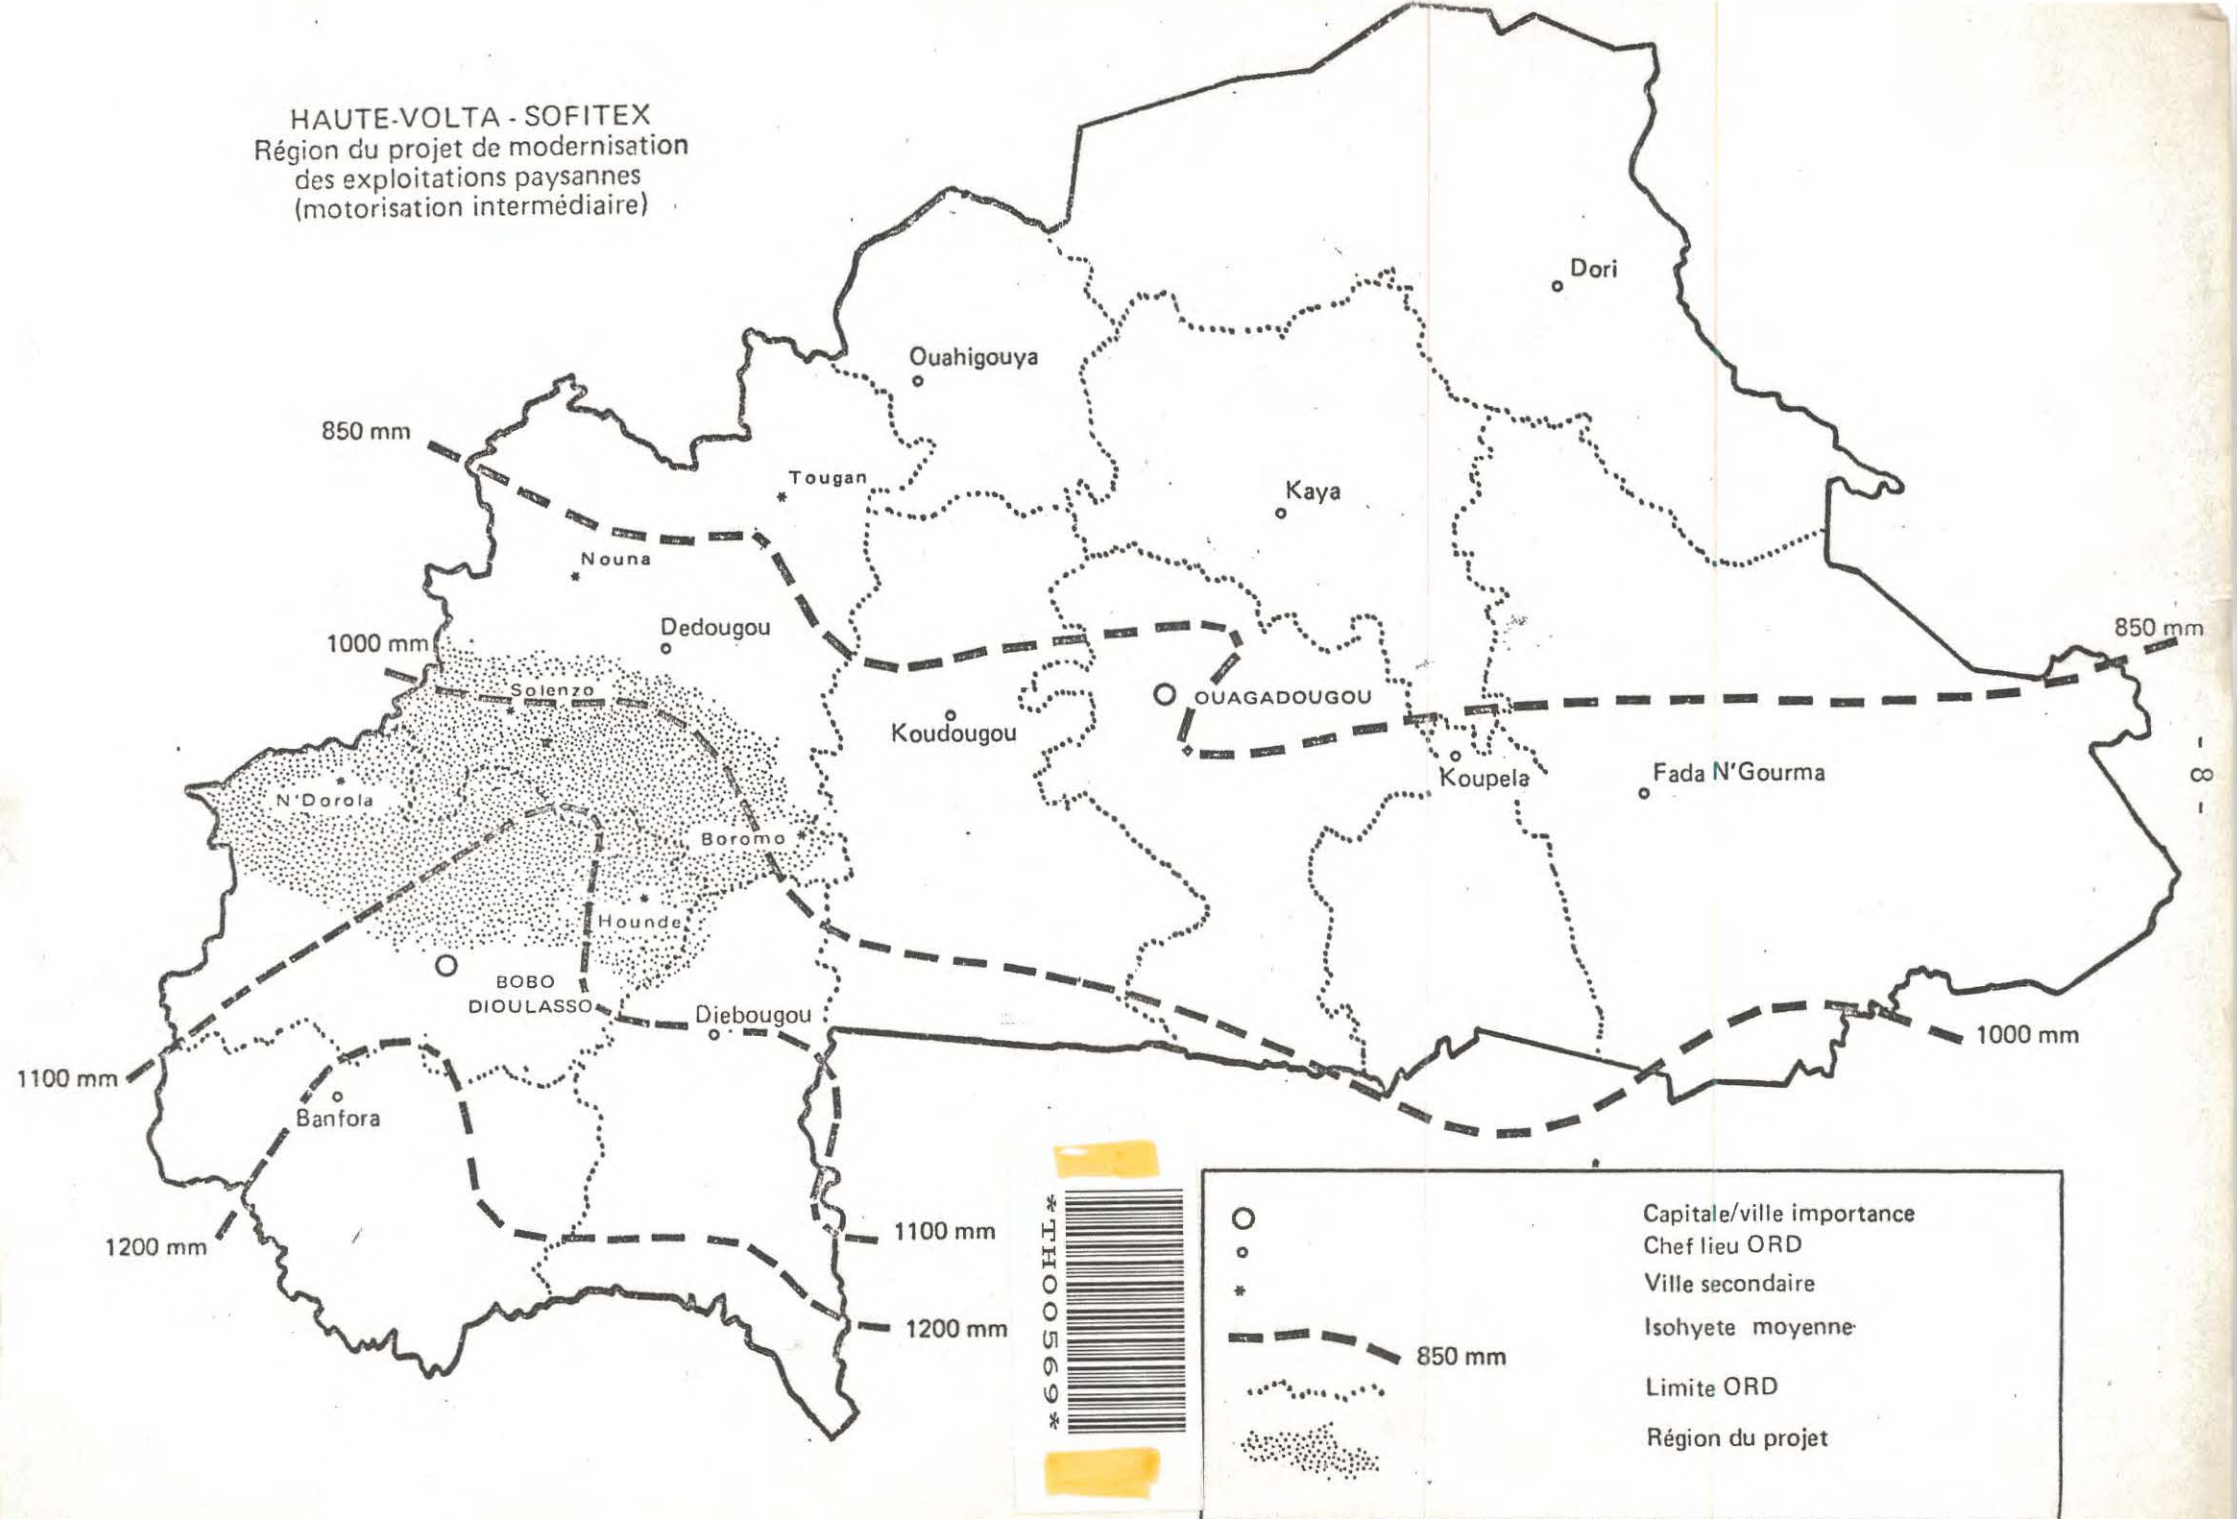 HAUTE-VOLTA - SOFITEX
Région du projet de modernisation
des exploitations paysannes
(motorisation intermédiaire)
Dori
Ouahigouya
850 mm
Tougan
Kaya
Nouna
Dedougou
1000 mm
850 mm
Solenzo
OUAGADOUGOU
Koudougou
Koupela
Fada N'Gourma
- 8 -
N'Dorola
Boromo
Hounde
BOBO
DIOULASSO
Diebougou
1000 mm
1100 mm
Banfora
1200 mm
1100 mm
1200 mm
*TH000569*
Capitale/ville importance
Chef lieu ORD
Ville secondaire
Isohyete moyenne
850 mm
Limite ORD
Région du projet